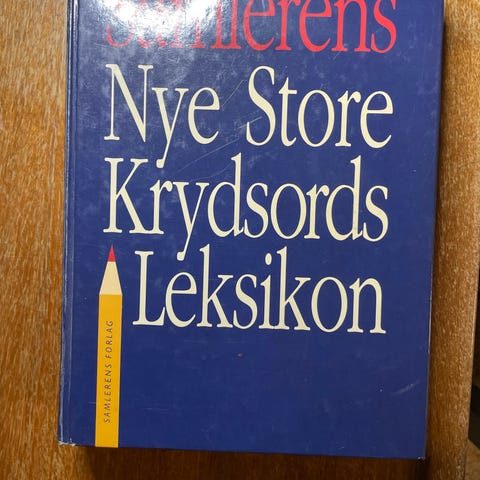 Samlerens
Nye Store
Krydsords
Leksikon
SAMLERENS FORLAG